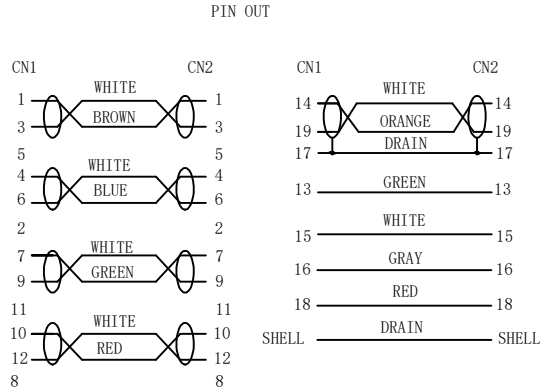 PIN OUT
CN1 CN2
WHITE
1 1
BROWN
3 3
5 5
WHITE
4 4
BLUE
6 6
2 2
WHITE
7 7
GREEN
9 9
11 11
WHITE
10 10
RED
12 12
8 8
CN1 CN2
WHITE
14 14
ORANGE
19 19
DRAIN
17 17
GREEN
13 13
WHITE
15 15
GRAY
16 16
RED
18 18
DRAIN
SHELL SHELL